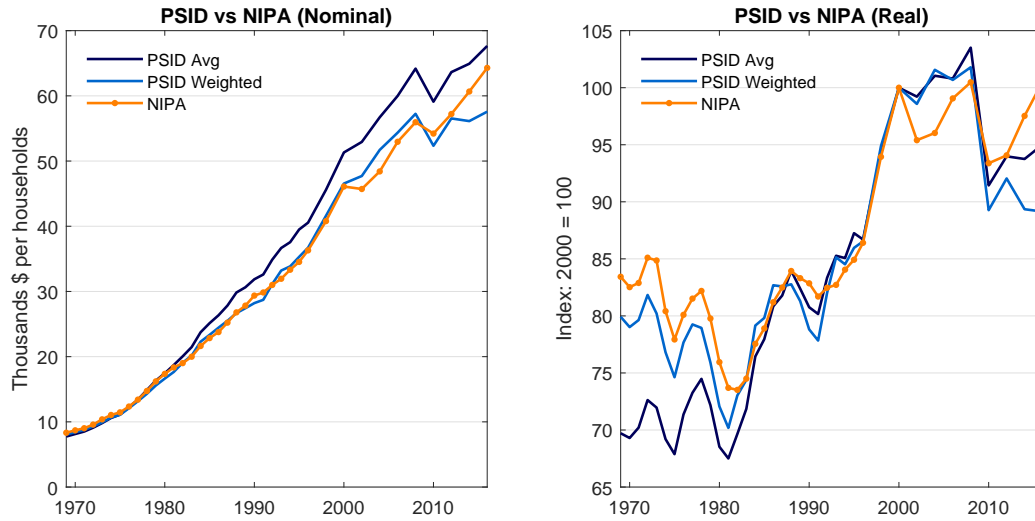 PSID vs NIPA (Nominal)
Thousands $ per households
70
60
50
40
30
20
10
0
PSID Avg
PSID Weighted
NIPA
1970
1980
1990
2000
2010
PSID vs NIPA (Real)
Index: 2000 = 100
105
100
95
90
85
80
75
70
65
PSID Avg
PSID Weighted
NIPA
1970
1980
1990
2000
2010